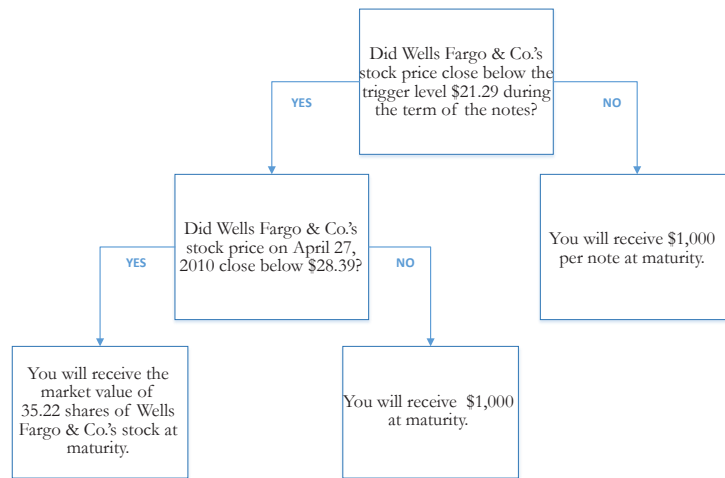 Did Wells Fargo & Co.'s
stock price close below the
trigger level $21.29 during
the term of the notes?
YES
NO
Did Wells Fargo & Co.'s
stock price on April 27,
2010 close below $28.39?
You will receive $1,000
per note at maturity.
YES
NO
You will receive the
market value of
35.22 shares of Wells
Fargo & Co.'s stock at
maturity.
You will receive $1,000
at maturity.